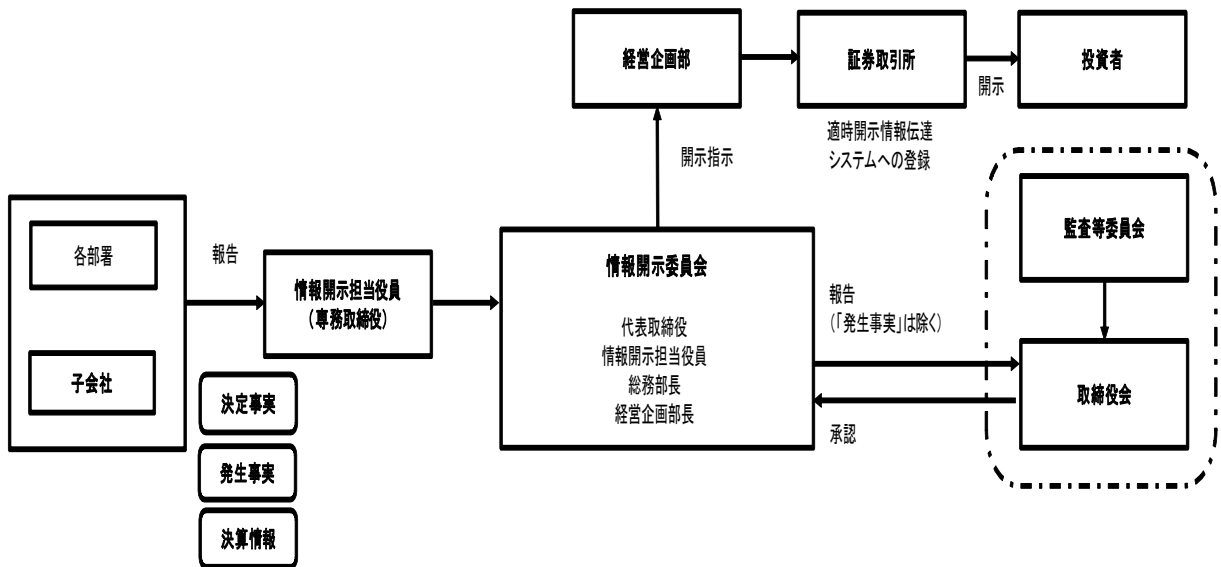 経営企画部
証券取引所
開示
投資者
適時開示情報伝達
システムへの登録
開示指示
監査等委員会
各部署
報告
情報開示担当役員
（専務取締役）
情報開示委員会
代表取締役
情報開示担当役員
総務部長
経営企画部長
報告
（「発生事実」は除く）
子会社
取締役会
承認
決定事実
発生事実
決算情報